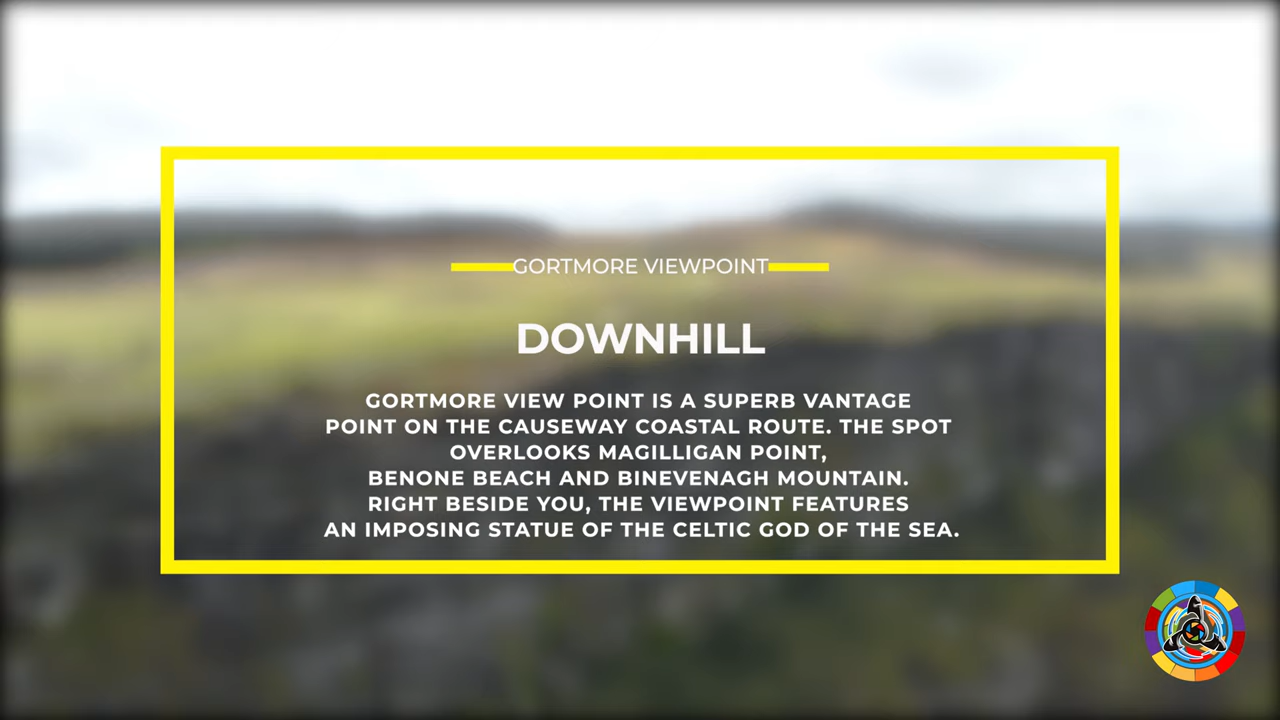 GORTMORE VIEWPOINT
DOWNHILL
GORTMORE VIEW POINT IS A SUPERB VANTAGE
POINT ON THE CAUSEWAY COASTAL ROUTE. THE SPOT
OVERLOOKS MAGILLIGAN POINT,
BENONE BEACH AND BINEVENAGH MOUNTAIN.
RIGHT BESIDE YOU, THE VIEWPOINT FEATURES
AN IMPOSING STATUE OF THE CELTIC GOD OF THE SEA.